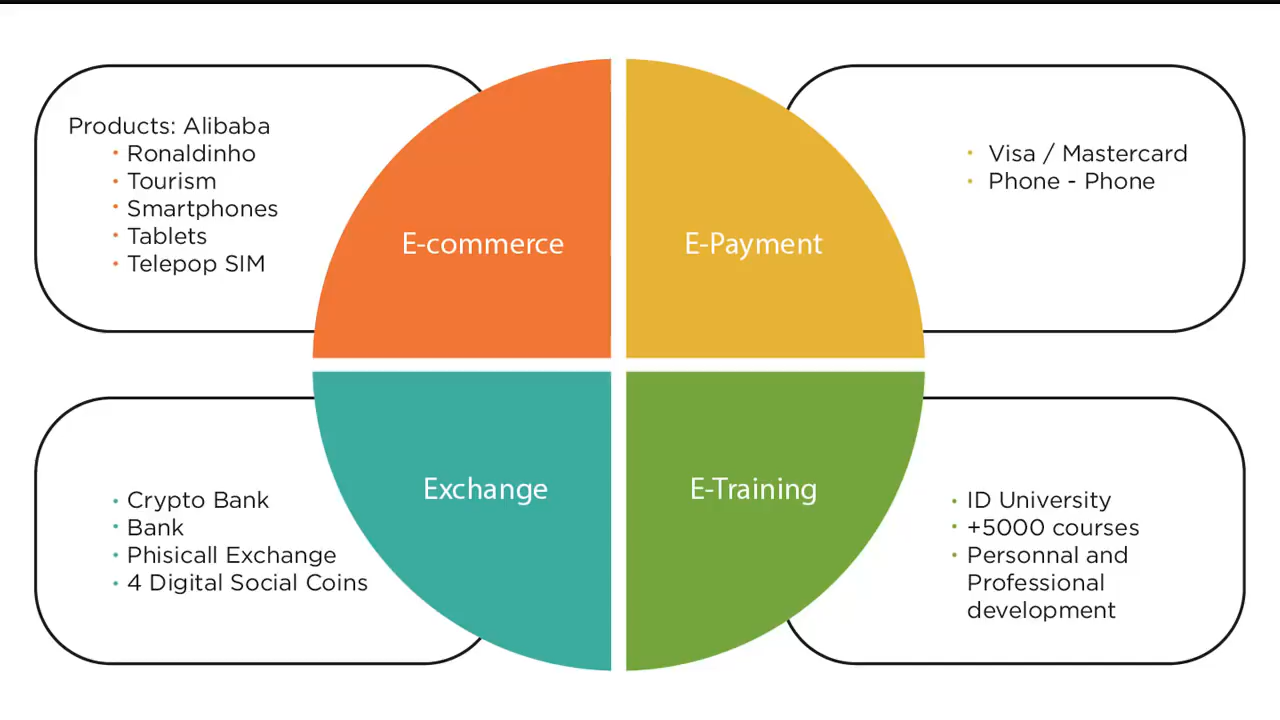 Products: Alibaba
• Ronaldinho
• Tourism
• Smartphones
• Tablets
• Telepop SIM
E-commerce
E-Payment
• Visa / Mastercard
• Phone - Phone
• Crypto Bank
• Bank
• Phisicall Exchange
• 4 Digital Social Coins
Exchange
E-Training
• ID University
• +5000 courses
• Personnal and
Professional
development